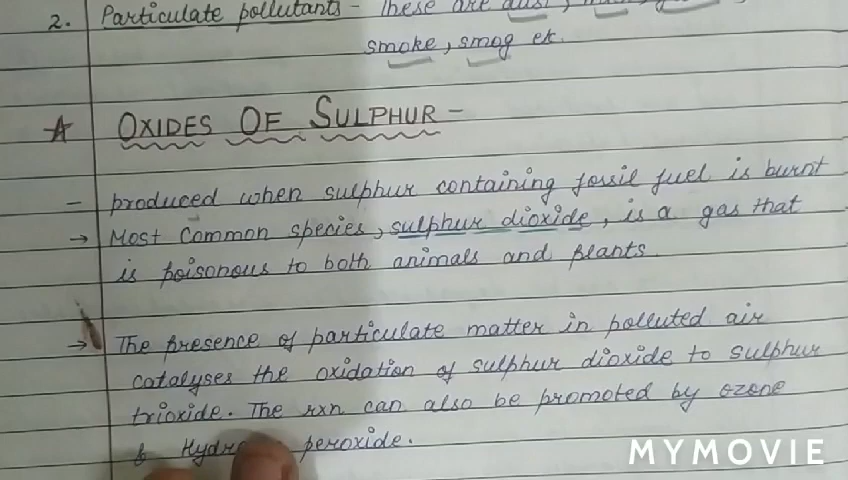 2. Particulate pollutants - These are dust,
smoke, smog etc.
OXIDES OF SULPHUR -
- produced when sulphur containing fossil fuel is burnt
→ Most common species, sulphur dioxide, is a gas that
is poisonous to both animals and plants.
→ The presence of particulate matter in polluted air
catalyses the oxidation of sulphur dioxide to sulphur
trioxide. The rxn can also be promoted by ozone
& peroxide.
MYMOVIE